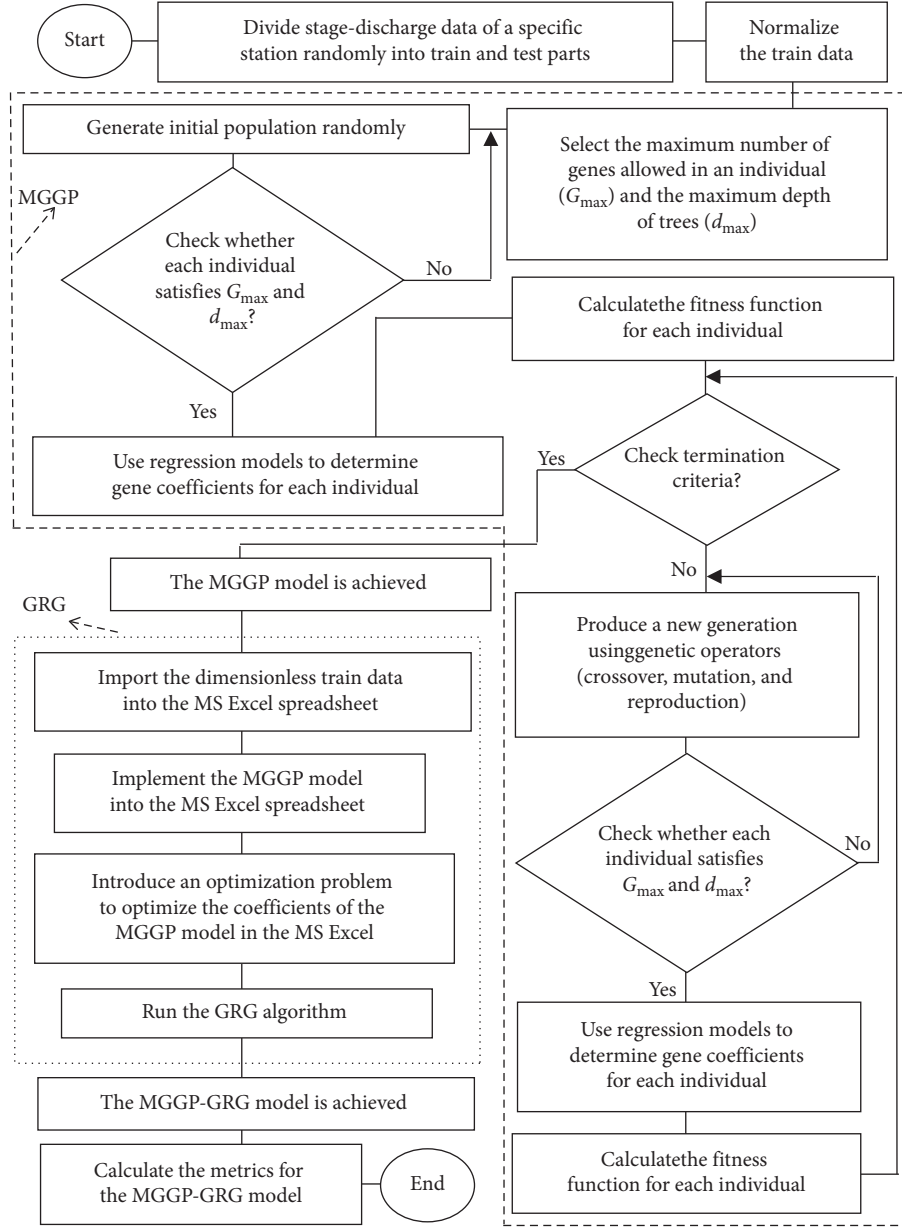 Start
Divide stage-discharge data of a specific
station randomly into train and test parts
Normalize
the train data
Generate initial population randomly
Select the maximum number of
genes allowed in an individual
(Gmax) and the maximum depth
of trees (dmax)
MGGP
Check whether
each individual
satisfies Gmax and
dmax?
No
Yes
Calculatethe fitness function
for each individual
Use regression models to determine
gene coefficients for each individual
Check termination
criteria?
Yes
No
The MGGP model is achieved
GRG
Import the dimensionless train data
into the MS Excel spreadsheet
Implement the MGGP model
into the MS Excel spreadsheet
Introduce an optimization problem
to optimize the coefficients of the
MGGP model in the MS Excel
Run the GRG algorithm
The MGGP-GRG model is achieved
Calculate the metrics for
the MGGP-GRG model
End
Produce a new generation
usinggenetic operators
(crossover, mutation, and
reproduction)
Check whether each
individual satisfies
Gmax and dmax?
No
Yes
Use regression models to
determine gene coefficients
for each individual
Calculatethe fitness
function for each individual